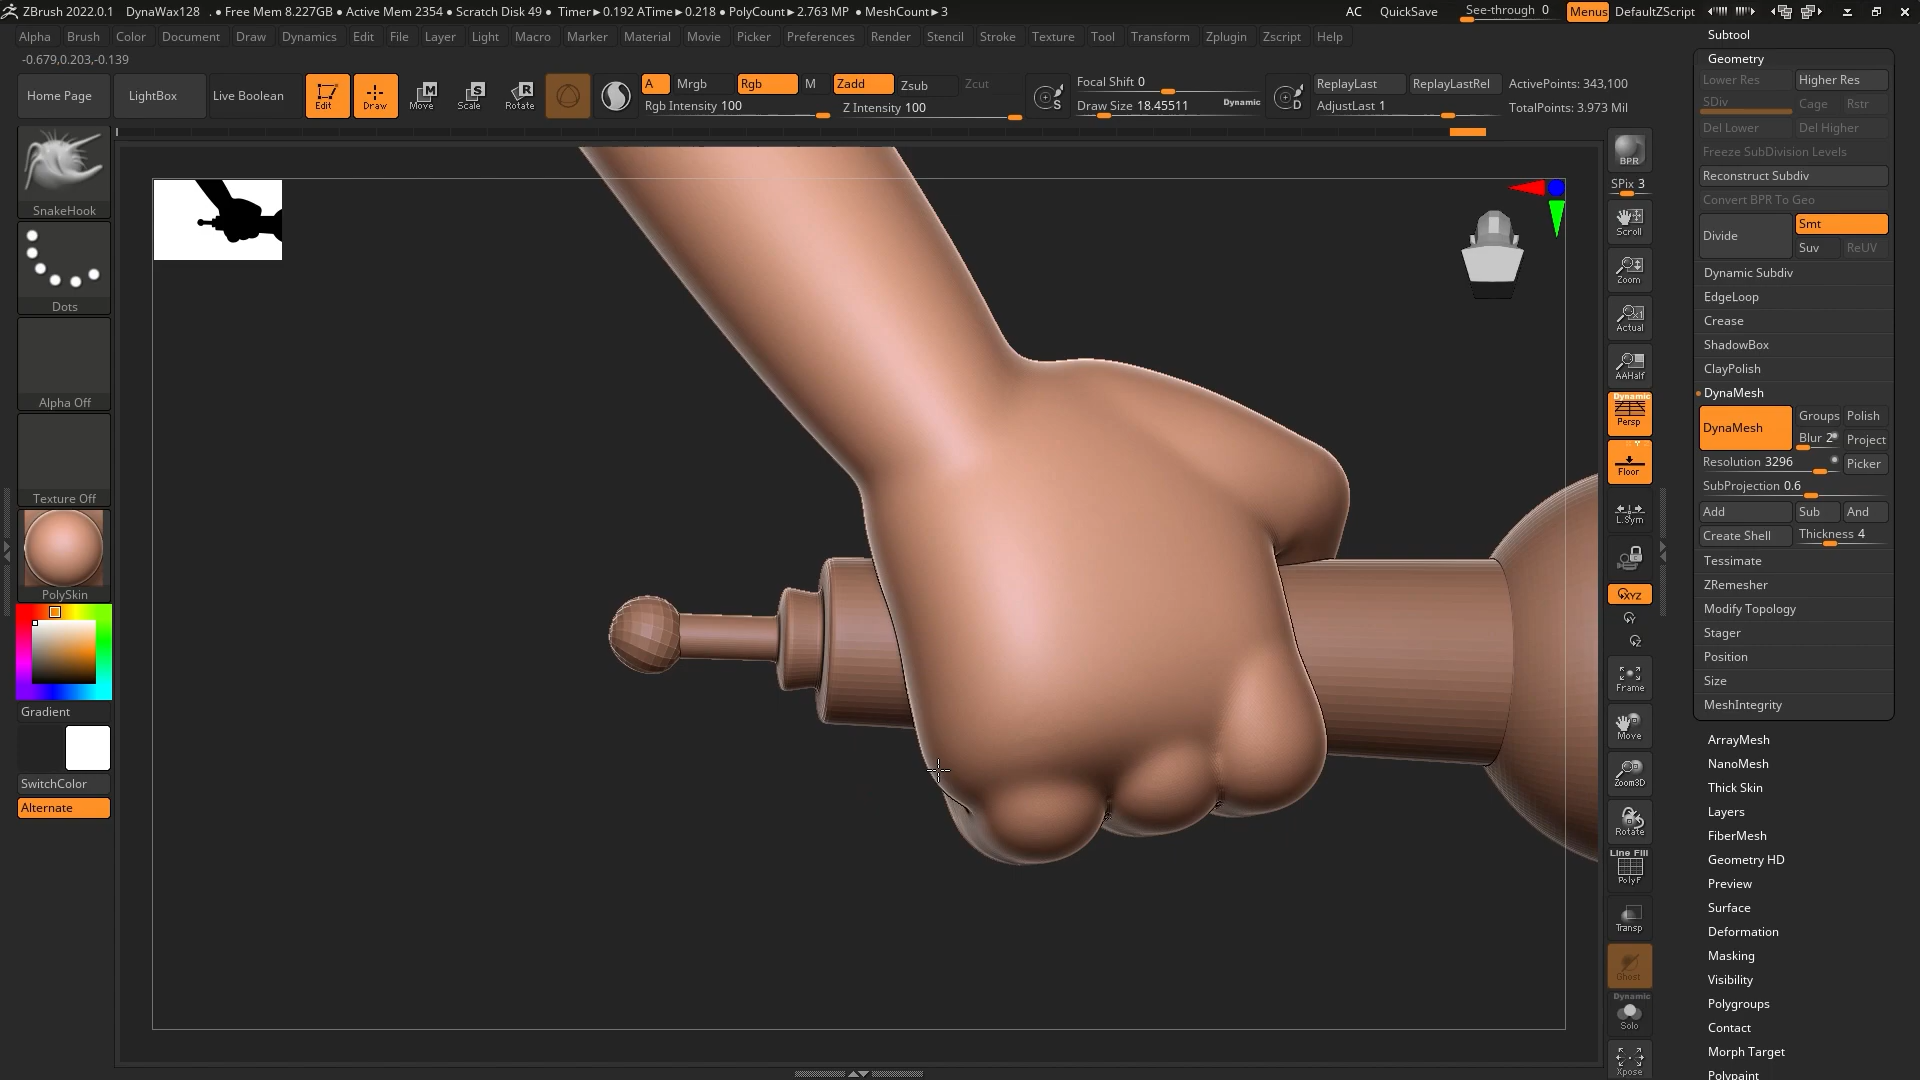 ZBrush 2022.0.1 DynaWax128 . ● Free Mem 8.227GB ● Active Mem 2354 ● Scratch Disk 49 ● Timer►0.192 ATime►0.218 ● PolyCount►2.763 MP ● MeshCount►3 AC QuickSave See-through 0 Menus DefaultZScript
Alpha Brush Color Document Draw Dynamics Edit File Layer Light Macro Marker Material Movie Picker Preferences Render Stencil Stroke Texture Tool Transform Zplugin Zscript Help
-0.679,0.203,-0.139
Home Page LightBox Live Boolean Edit Draw Move Scale Rotate
A Mrgb Rgb M Zadd Zsub Zcut
Rgb Intensity 100 Z Intensity 100
Focal Shift 0
Draw Size 18.45511 Dynamic
S D
ReplayLast ReplayLastRel ActivePoints: 343,100
AdjustLast 1 TotalPoints: 3.973 Mil
SnakeHook
Dots
Alpha Off
Texture Off
PolySkin
Gradient
SwitchColor
Alternate
BPR
SPix 3
Scroll
Zoom
Actual
AAHalf
Dynamic
Persp
Floor
L.Sym
XYZ
Y
Z
Frame
Move
Zoom3D
Rotate
Line Fill
PolyF
Transp
Ghost
Dynamic
Solo
Xpose
Subtool
Geometry
Lower Res Higher Res
SDiv Cage Rstr
Del Lower Del Higher
Freeze SubDivision Levels
Reconstruct Subdiv
Convert BPR To Geo
Divide Smt
Suv ReUV
Dynamic Subdiv
EdgeLoop
Crease
ShadowBox
ClayPolish
DynaMesh
DynaMesh Groups Polish
Blur 2 Project
Resolution 3296 Picker
SubProjection 0.6
Add Sub And
Create Shell Thickness 4
Tessimate
ZRemesher
Modify Topology
Stager
Position
Size
MeshIntegrity
ArrayMesh
NanoMesh
Thick Skin
Layers
FiberMesh
Geometry HD
Preview
Surface
Deformation
Masking
Visibility
Polygroups
Contact
Morph Target
Polypaint